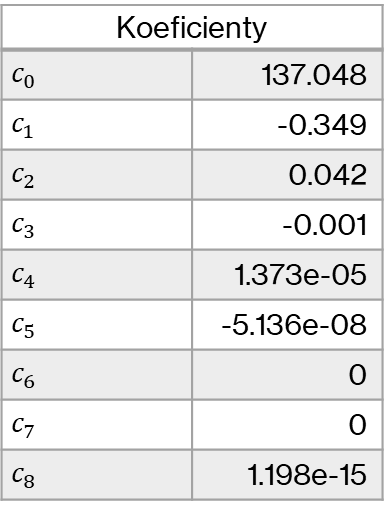 Koeficienty
c₀ 137.048
c₁ -0.349
c₂ 0.042
c₃ -0.001
c₄ 1.373e-05
c₅ -5.136e-08
c₆ 0
c₇ 0
c₈ 1.198e-15